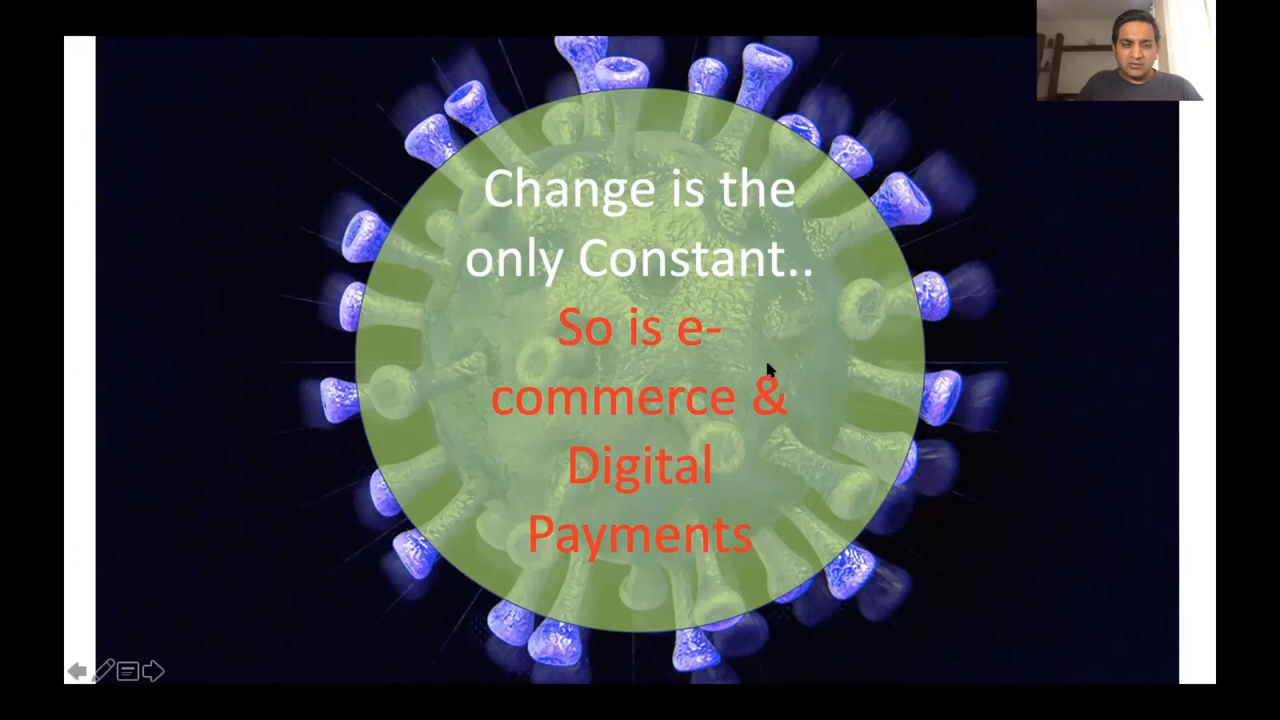 Change is the
only Constant..
So is e-
commerce &
Digital
Payments